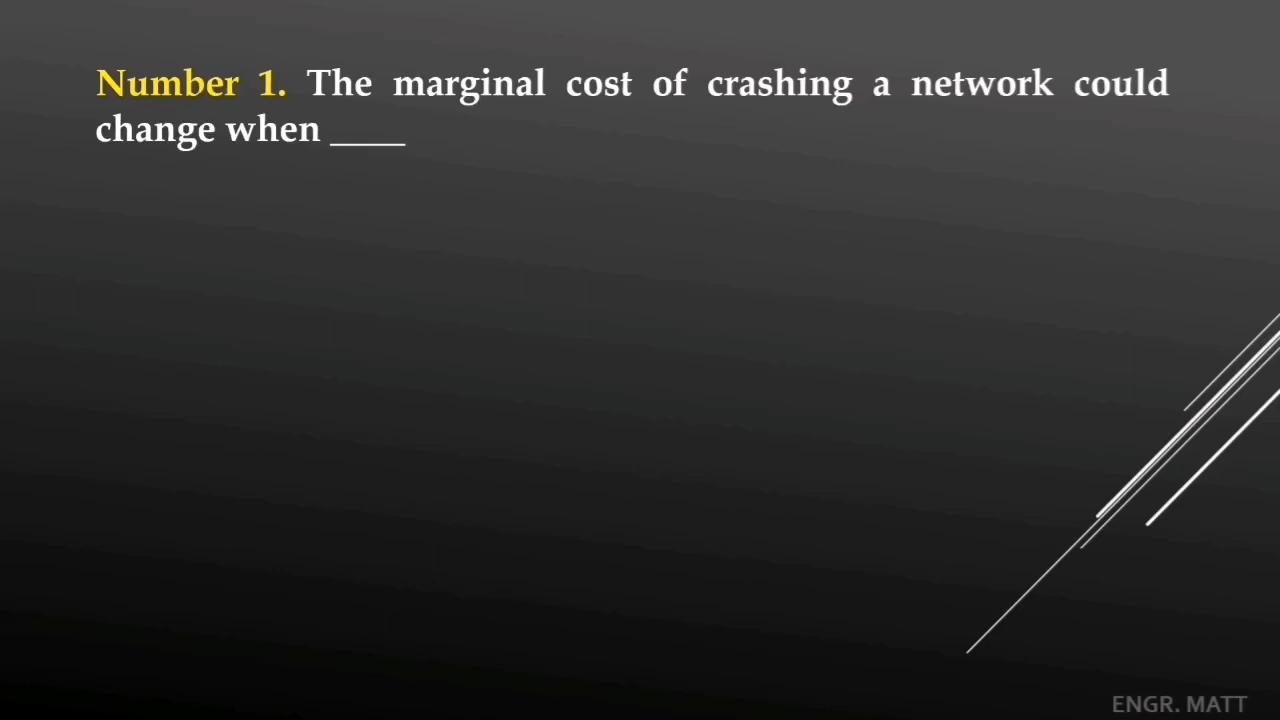 Number 1. The marginal cost of crashing a network could
change when ____
ENGR. MATT